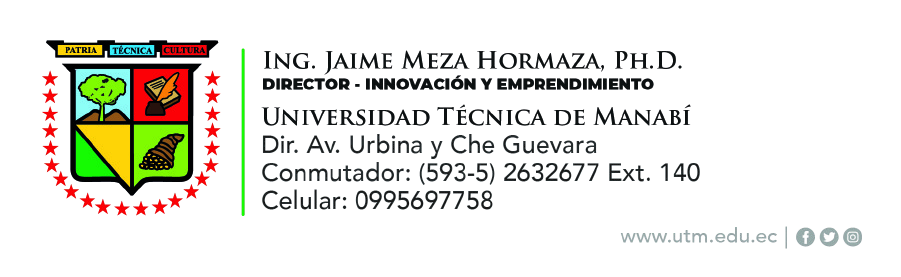 PATRIA TÉCNICA CULTURA
Ing. Jaime Meza Hormaza, Ph.D.
DIRECTOR - INNOVACIÓN Y EMPRENDIMIENTO
Universidad Técnica de Manabí
Dir. Av. Urbina y Che Guevara
Conmutador: (593-5) 2632677 Ext. 140
Celular: 0995697758
www.utm.edu.ec